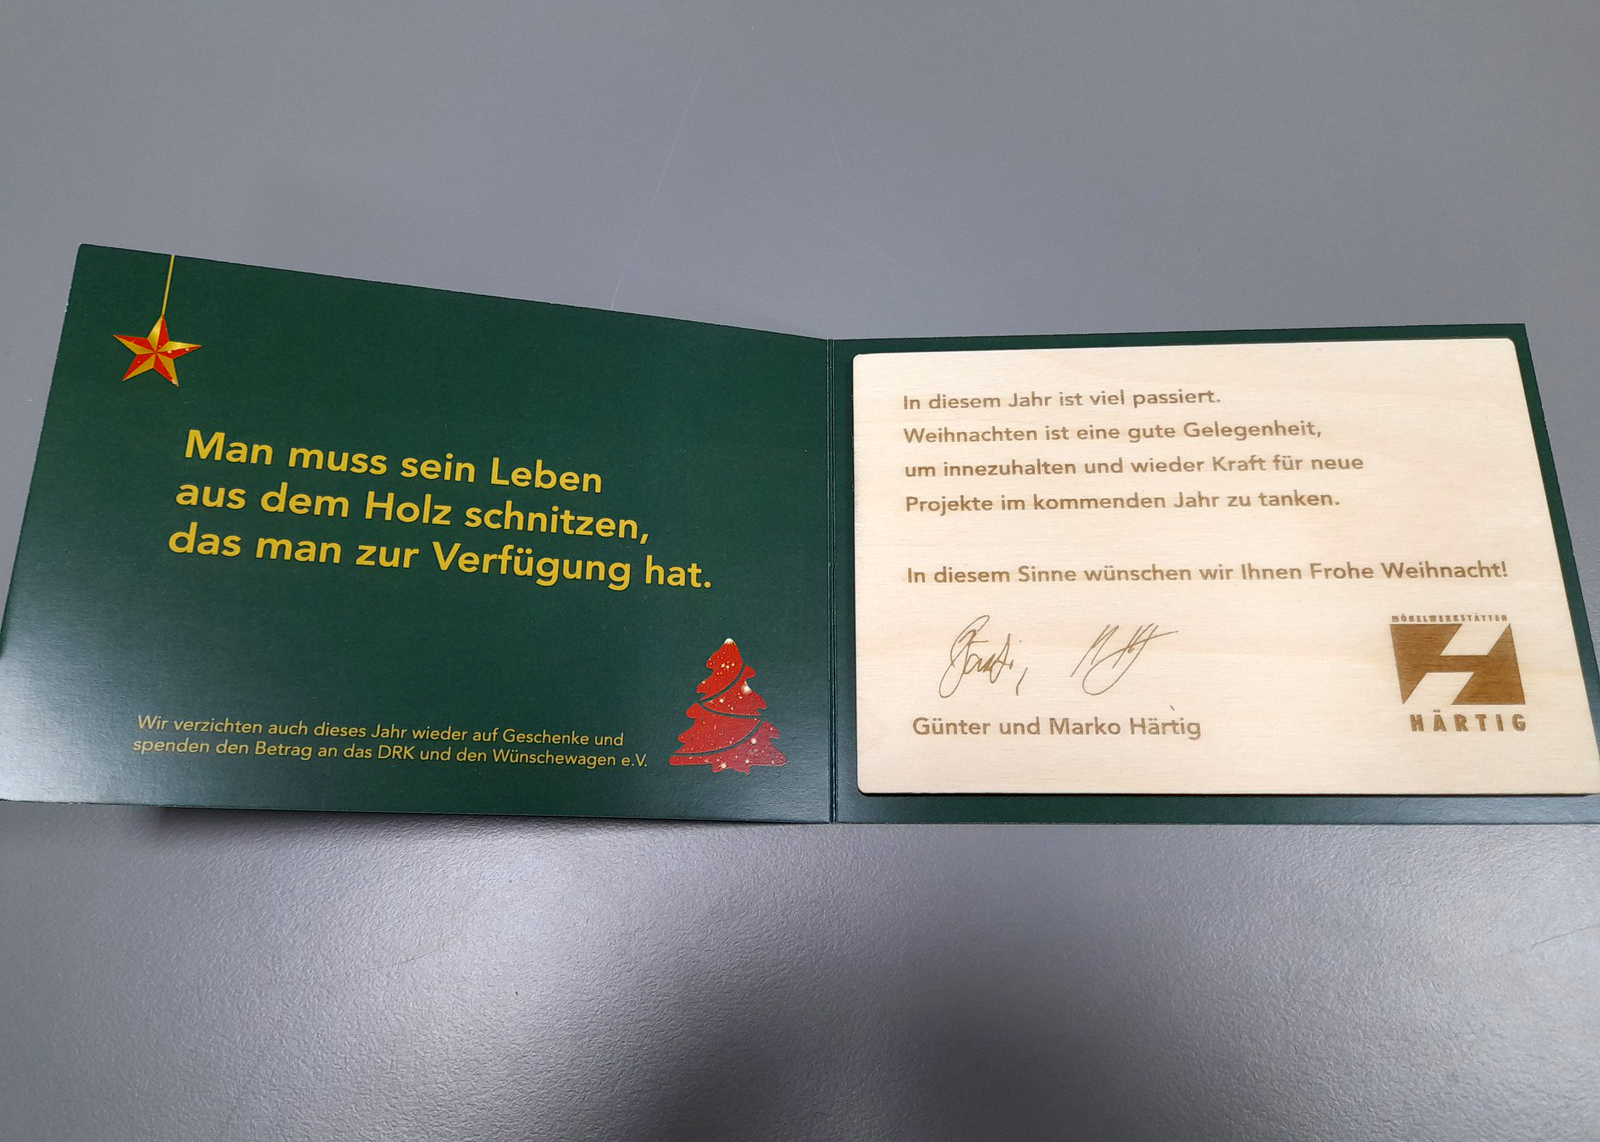 Man muss sein Leben
aus dem Holz schnitzen,
das man zur Verfügung hat.
Wir verzichten auch dieses Jahr wieder auf Geschenke und
spenden den Betrag an das DRK und den Wünschewagen e.V.
In diesem Jahr ist viel passiert.
Weihnachten ist eine gute Gelegenheit,
um innezuhalten und wieder Kraft für neue
Projekte im kommenden Jahr zu tanken.
In diesem Sinne wünschen wir Ihnen Frohe Weihnacht!
Günter und Marko Härtig
MÖBELWERKSTÄTTEN
HÄRTIG